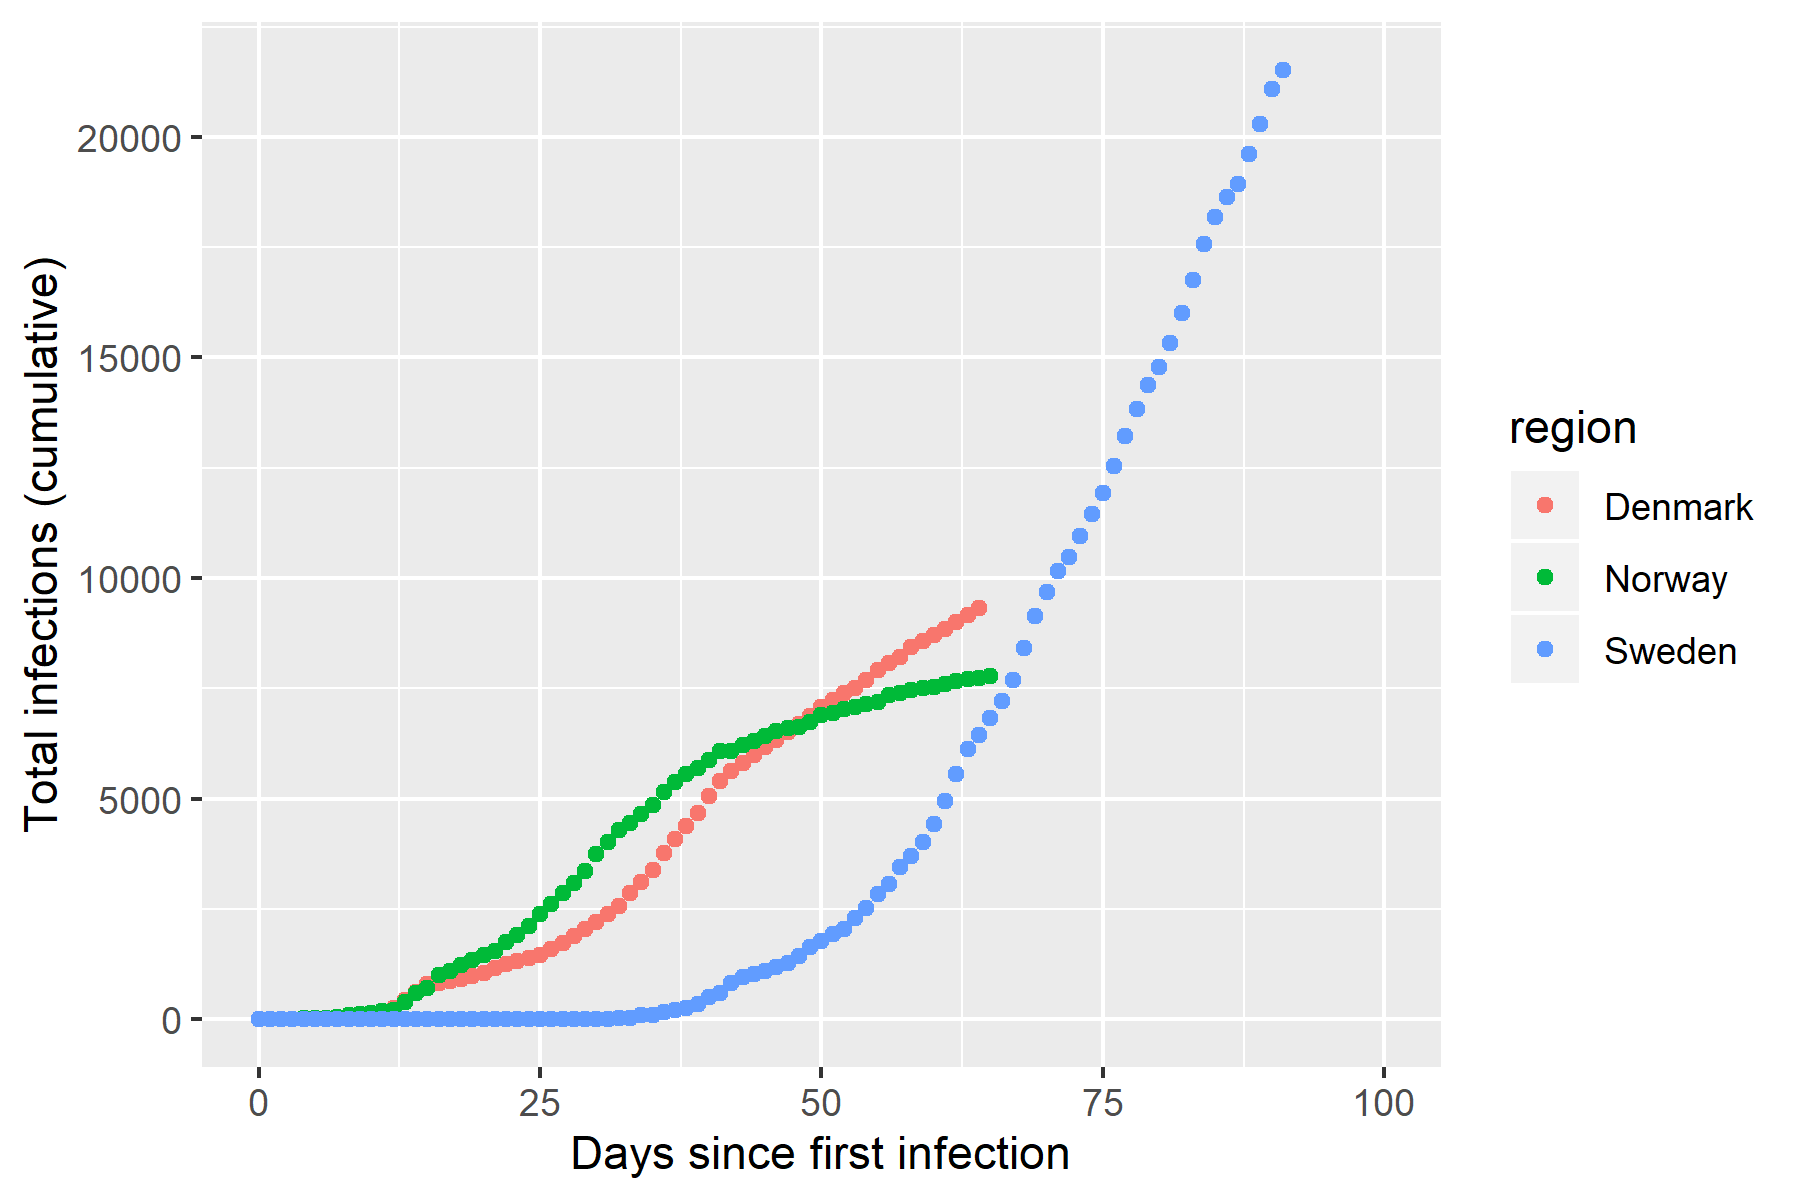 20000
15000
10000
5000
0
Total infections (cumulative)
0 25 50 75 100
Days since first infection
region
Denmark
Norway
Sweden